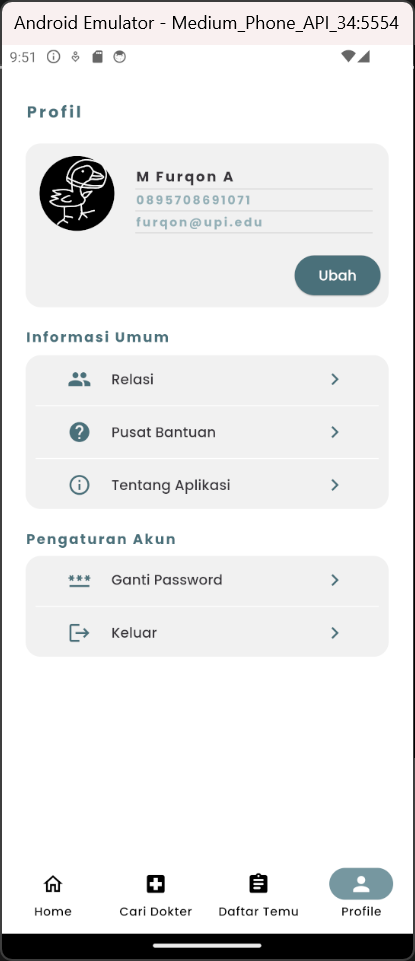 Android Emulator - Medium_Phone_API_34:5554
9:51
Profil
M Furqon A
0895708691071
furqon@upi.edu
Ubah
Informasi Umum
Relasi
Pusat Bantuan
Tentang Aplikasi
Pengaturan Akun
Ganti Password
Keluar
Home Cari Dokter Daftar Temu Profile